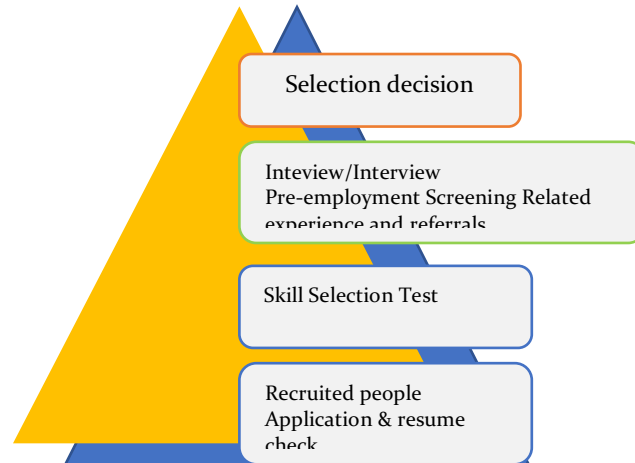 Selection decision
Inteview/Interview
Pre-employment Screening Related
experience and referrals
Skill Selection Test
Recruited people
Application & resume
check